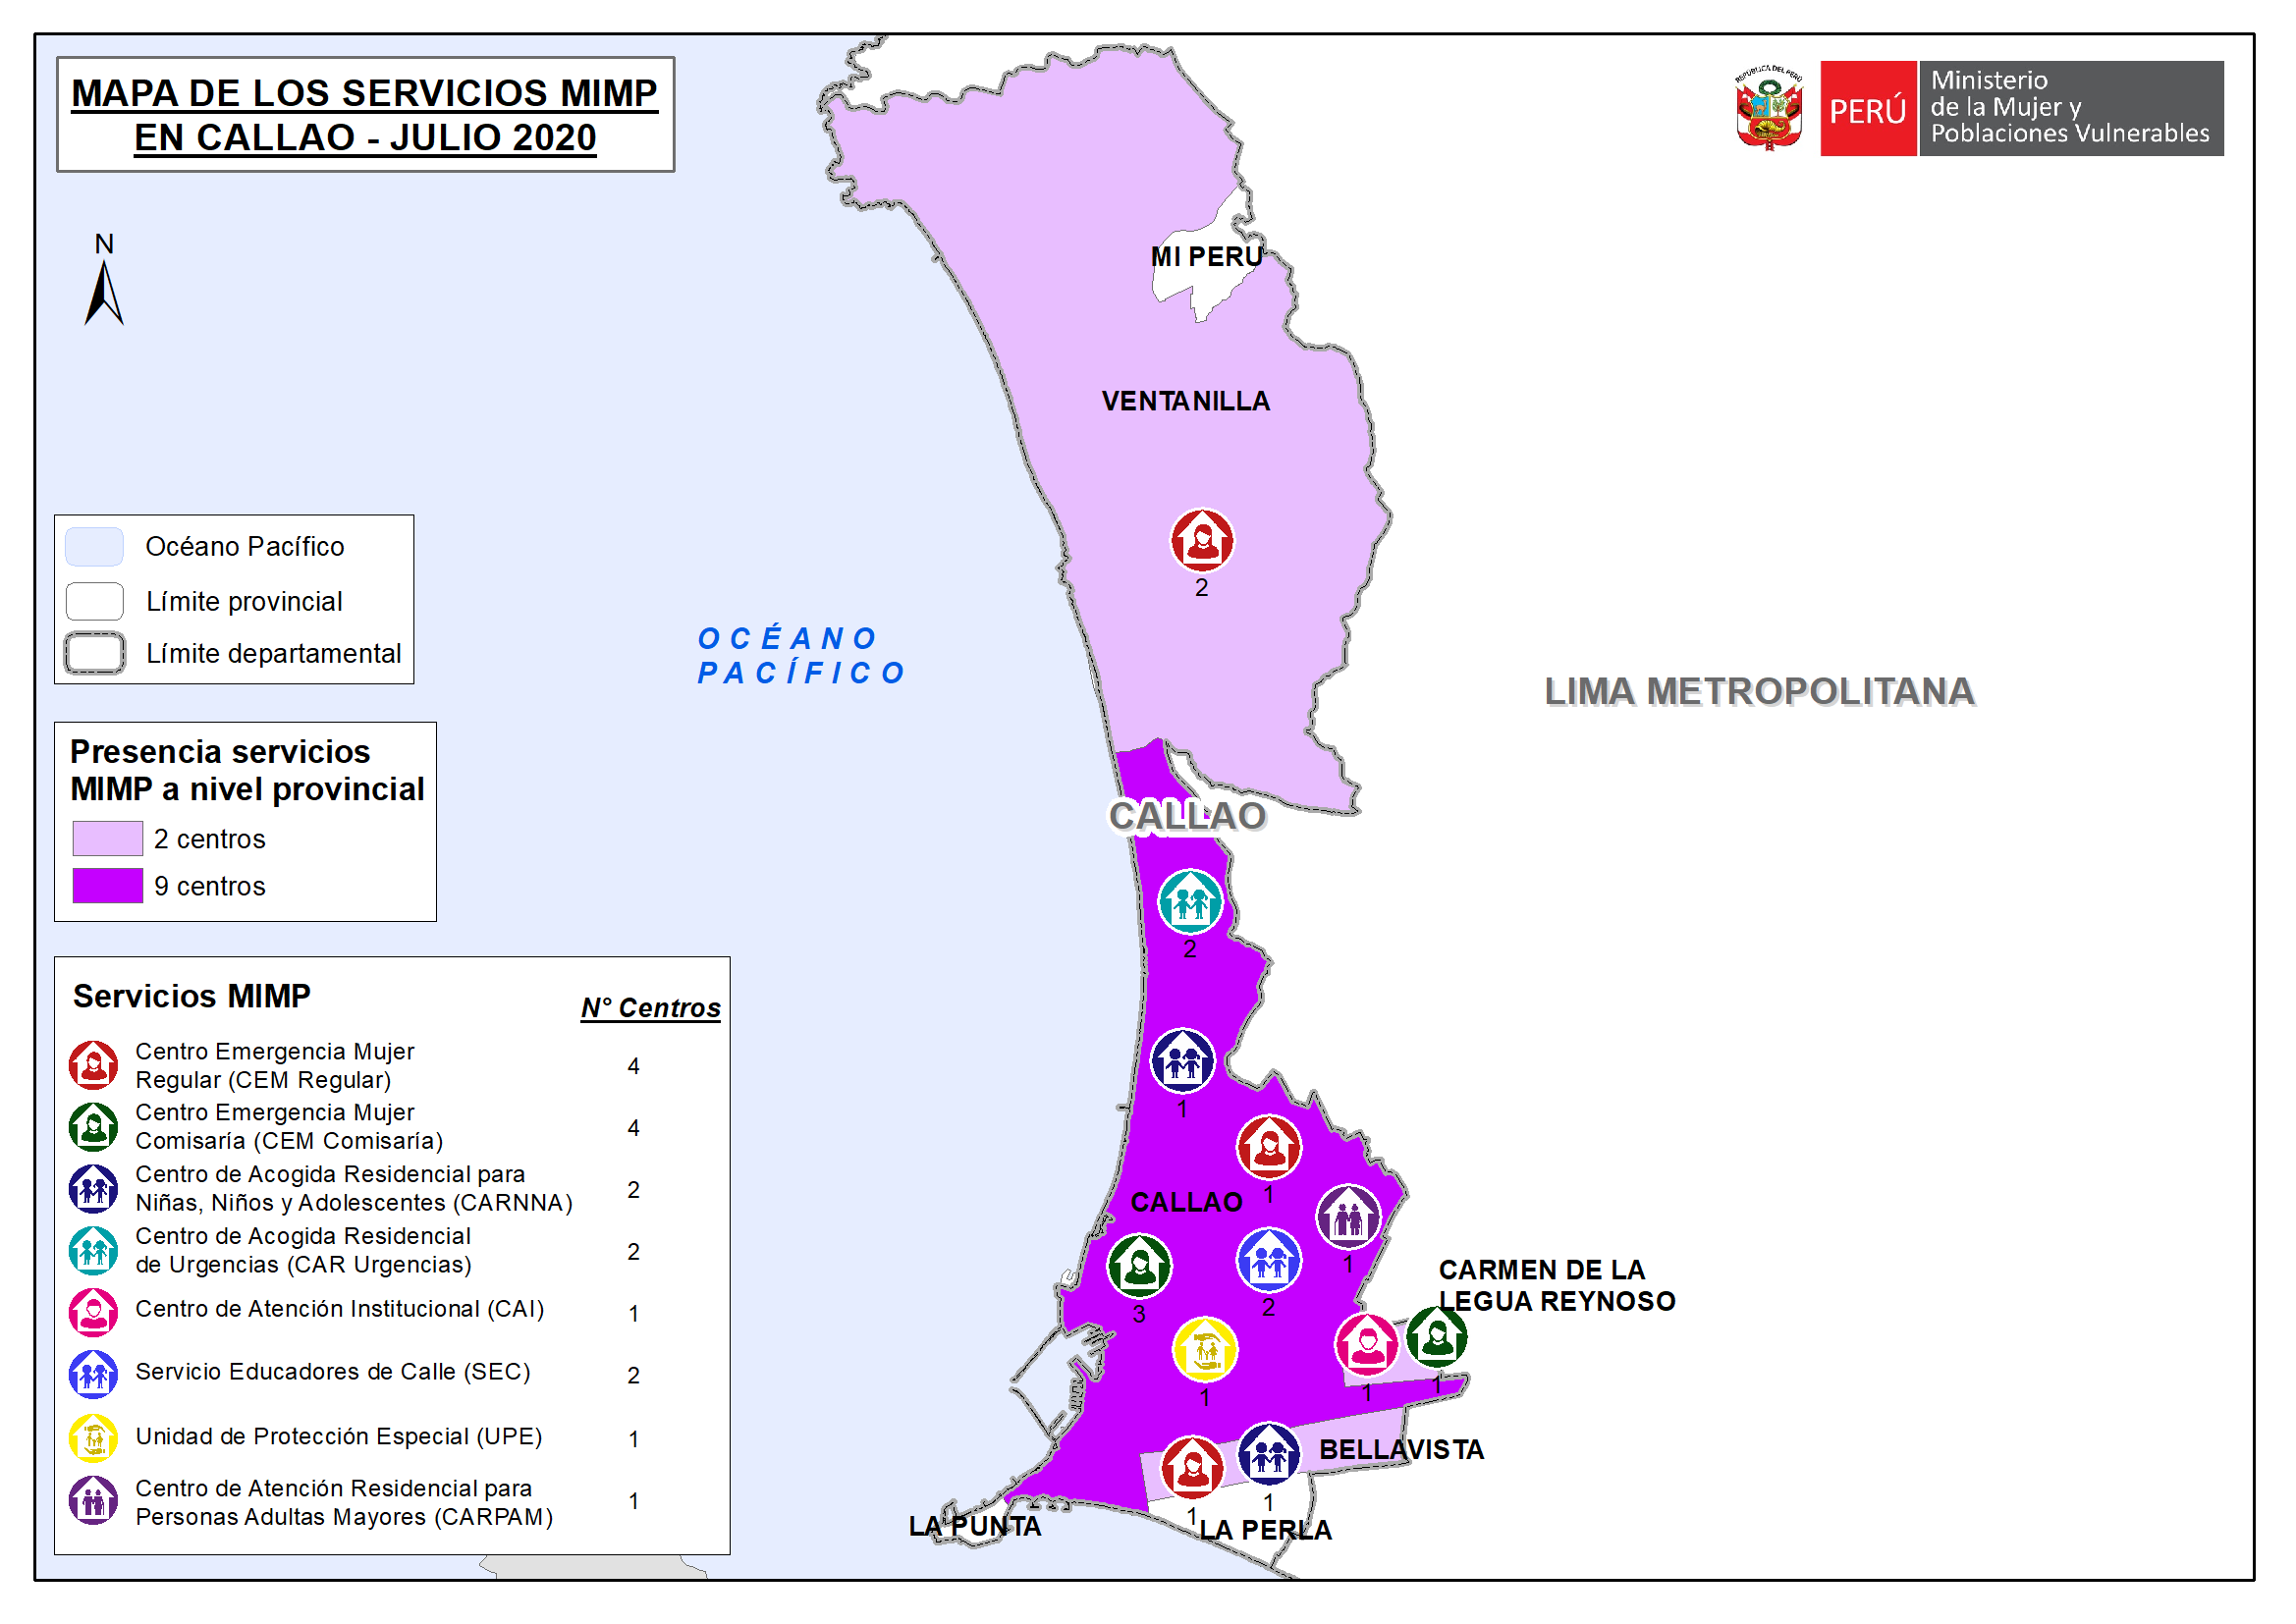 MAPA DE LOS SERVICIOS MIMP
EN CALLAO - JULIO 2020
REPÚBLICA DEL PERÚ
PERÚ
Ministerio
de la Mujer y
Poblaciones Vulnerables
N
MI PERU
VENTANILLA
2
Océano Pacífico
Límite provincial
Límite departamental
OCÉANO
PACÍFICO
LIMA METROPOLITANA
Presencia servicios
MIMP a nivel provincial
2 centros
9 centros
CALLAO
2
1
1
CALLAO
1
3
2
CARMEN DE LA
LEGUA REYNOSO
1
1
1
BELLAVISTA
1
1
LA PUNTA
LA PERLA
Servicios MIMP
N° Centros
Centro Emergencia Mujer
Regular (CEM Regular)
4
Centro Emergencia Mujer
Comisaría (CEM Comisaría)
4
Centro de Acogida Residencial para
Niñas, Niños y Adolescentes (CARNNA)
2
Centro de Acogida Residencial
de Urgencias (CAR Urgencias)
2
Centro de Atención Institucional (CAI)
1
Servicio Educadores de Calle (SEC)
2
Unidad de Protección Especial (UPE)
1
Centro de Atención Residencial para
Personas Adultas Mayores (CARPAM)
1